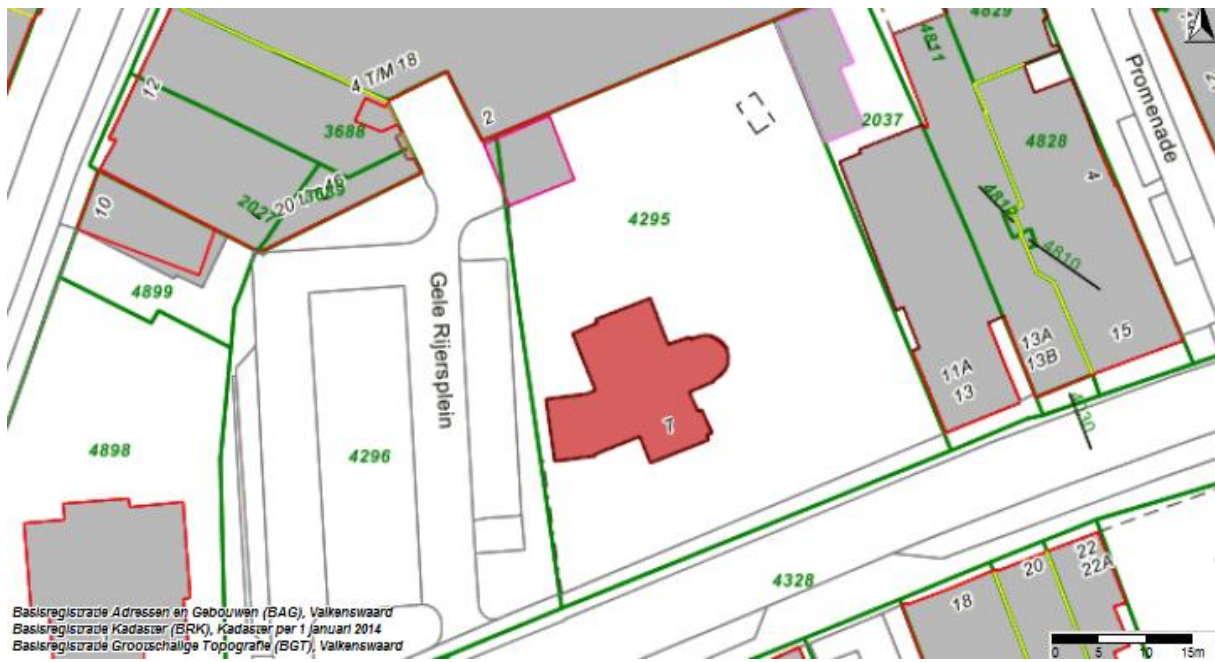 4829
4811
4 T/M 18
12
2
3688
2037
4828
Promenade
4
2027
10
4295
4812
4810
4899
Gele Rijersplein
15
13A
13B
11A
13
7
4898
4296
4328
22
22A
20
18
Basisregistratie Adressen en Gebouwen (BAG), Valkenswaard
Basisregistratie Kadaster (BRK), Kadaster per 1 januari 2014
Basisregistratie Grootschalige Topografie (BGT), Valkenswaard
0 5 10 15m